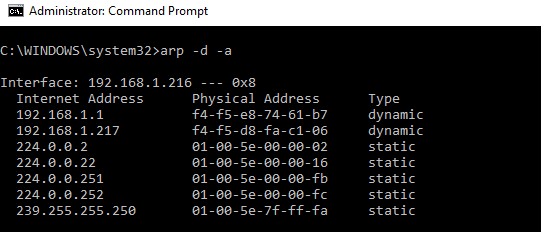 Administrator: Command Prompt
C:\WINDOWS\system32>arp -d -a
Interface: 192.168.1.216 --- 0x8
Internet Address Physical Address Type
192.168.1.1 f4-f5-e8-74-61-b7 dynamic
192.168.1.217 f4-f5-d8-fa-c1-06 dynamic
224.0.0.2 01-00-5e-00-00-02 static
224.0.0.22 01-00-5e-00-00-16 static
224.0.0.251 01-00-5e-00-00-fb static
224.0.0.252 01-00-5e-00-00-fc static
239.255.255.250 01-00-5e-7f-ff-fa static